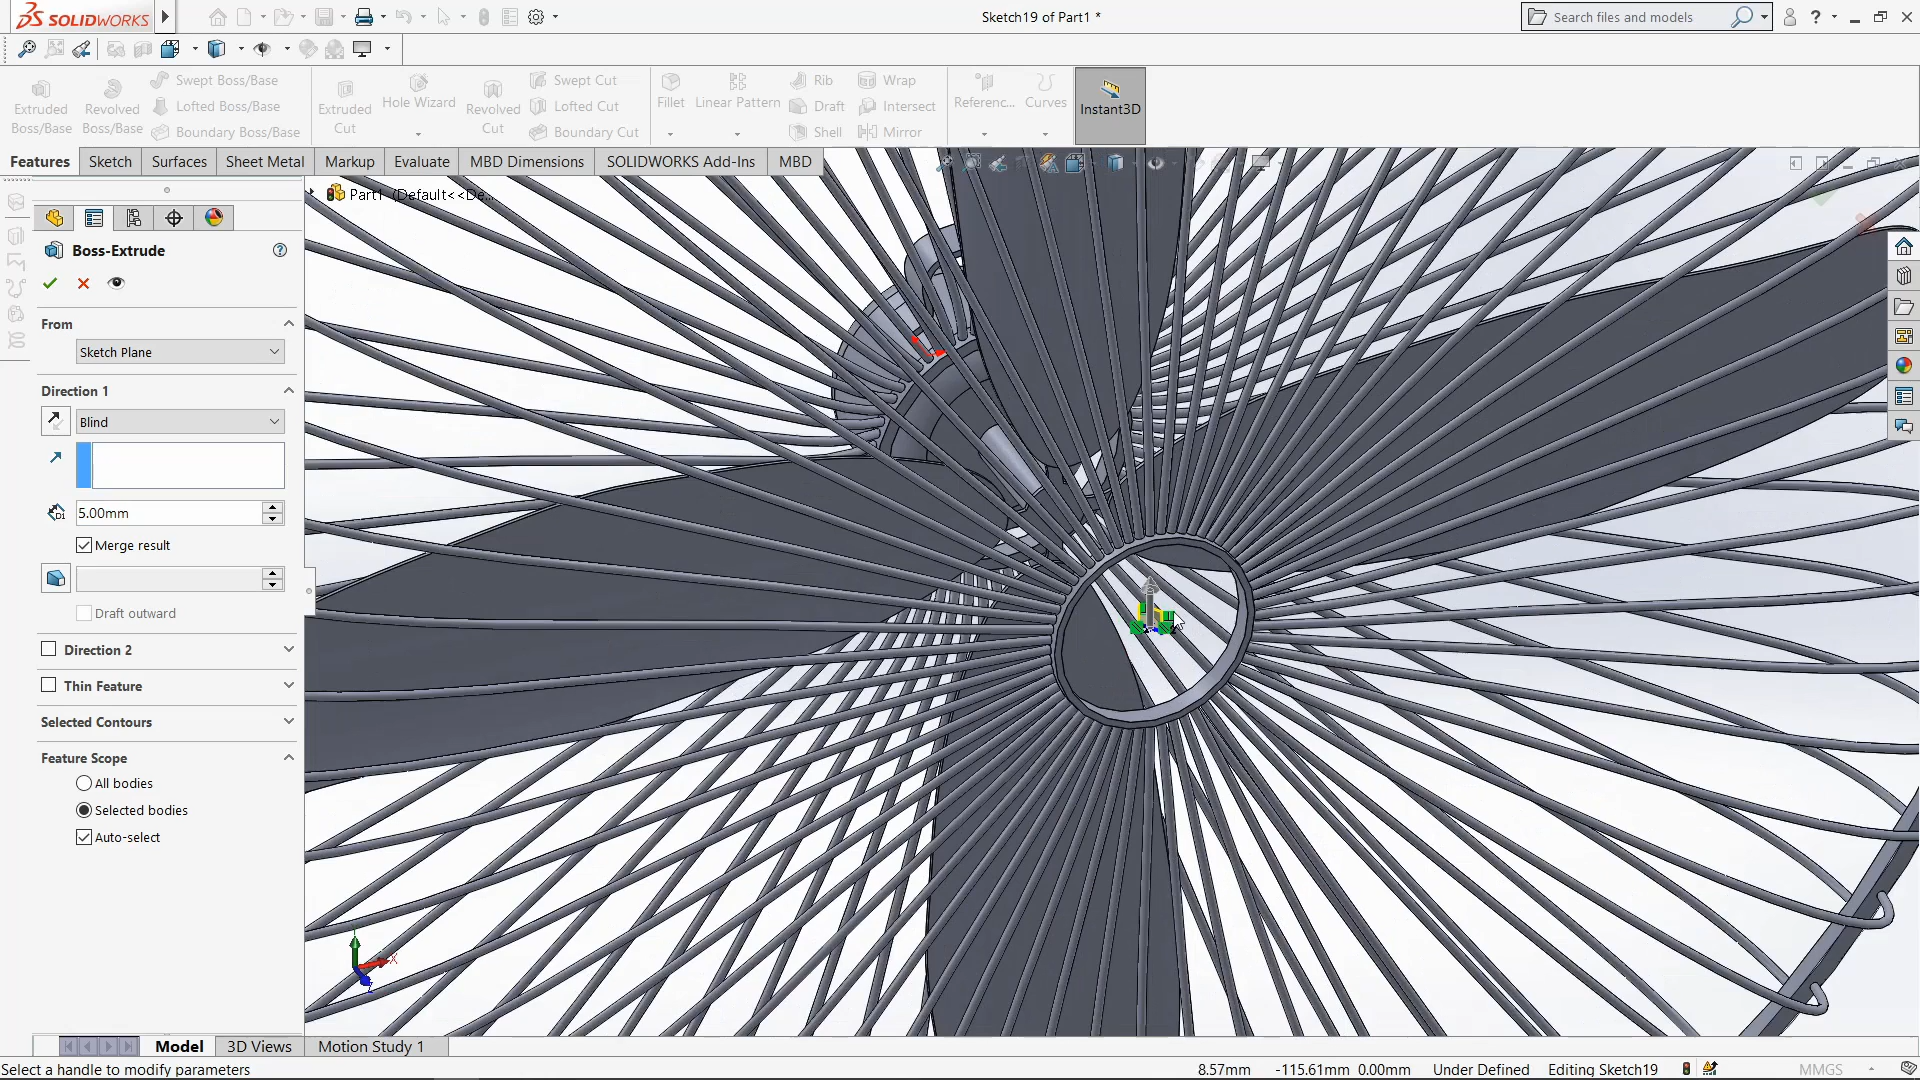 SOLIDWORKS
Sketch19 of Part1 *
Search files and models
Extruded Boss/Base
Revolved Boss/Base
Swept Boss/Base
Lofted Boss/Base
Boundary Boss/Base
Extruded Cut
Hole Wizard
Revolved Cut
Swept Cut
Lofted Cut
Boundary Cut
Fillet
Linear Pattern
Rib
Draft
Shell
Wrap
Intersect
Mirror
Referenc...
Curves
Instant3D
Features
Sketch
Surfaces
Sheet Metal
Markup
Evaluate
MBD Dimensions
SOLIDWORKS Add-Ins
MBD
Part1 (Default<<De...
Boss-Extrude
From
Sketch Plane
Direction 1
Blind
5.00mm
Merge result
Draft outward
Direction 2
Thin Feature
Selected Contours
Feature Scope
All bodies
Selected bodies
Auto-select
Y
X
Z
Model
3D Views
Motion Study 1
Select a handle to modify parameters
8.57mm
-115.61mm
0.00mm
Under Defined
Editing Sketch19
MMGS